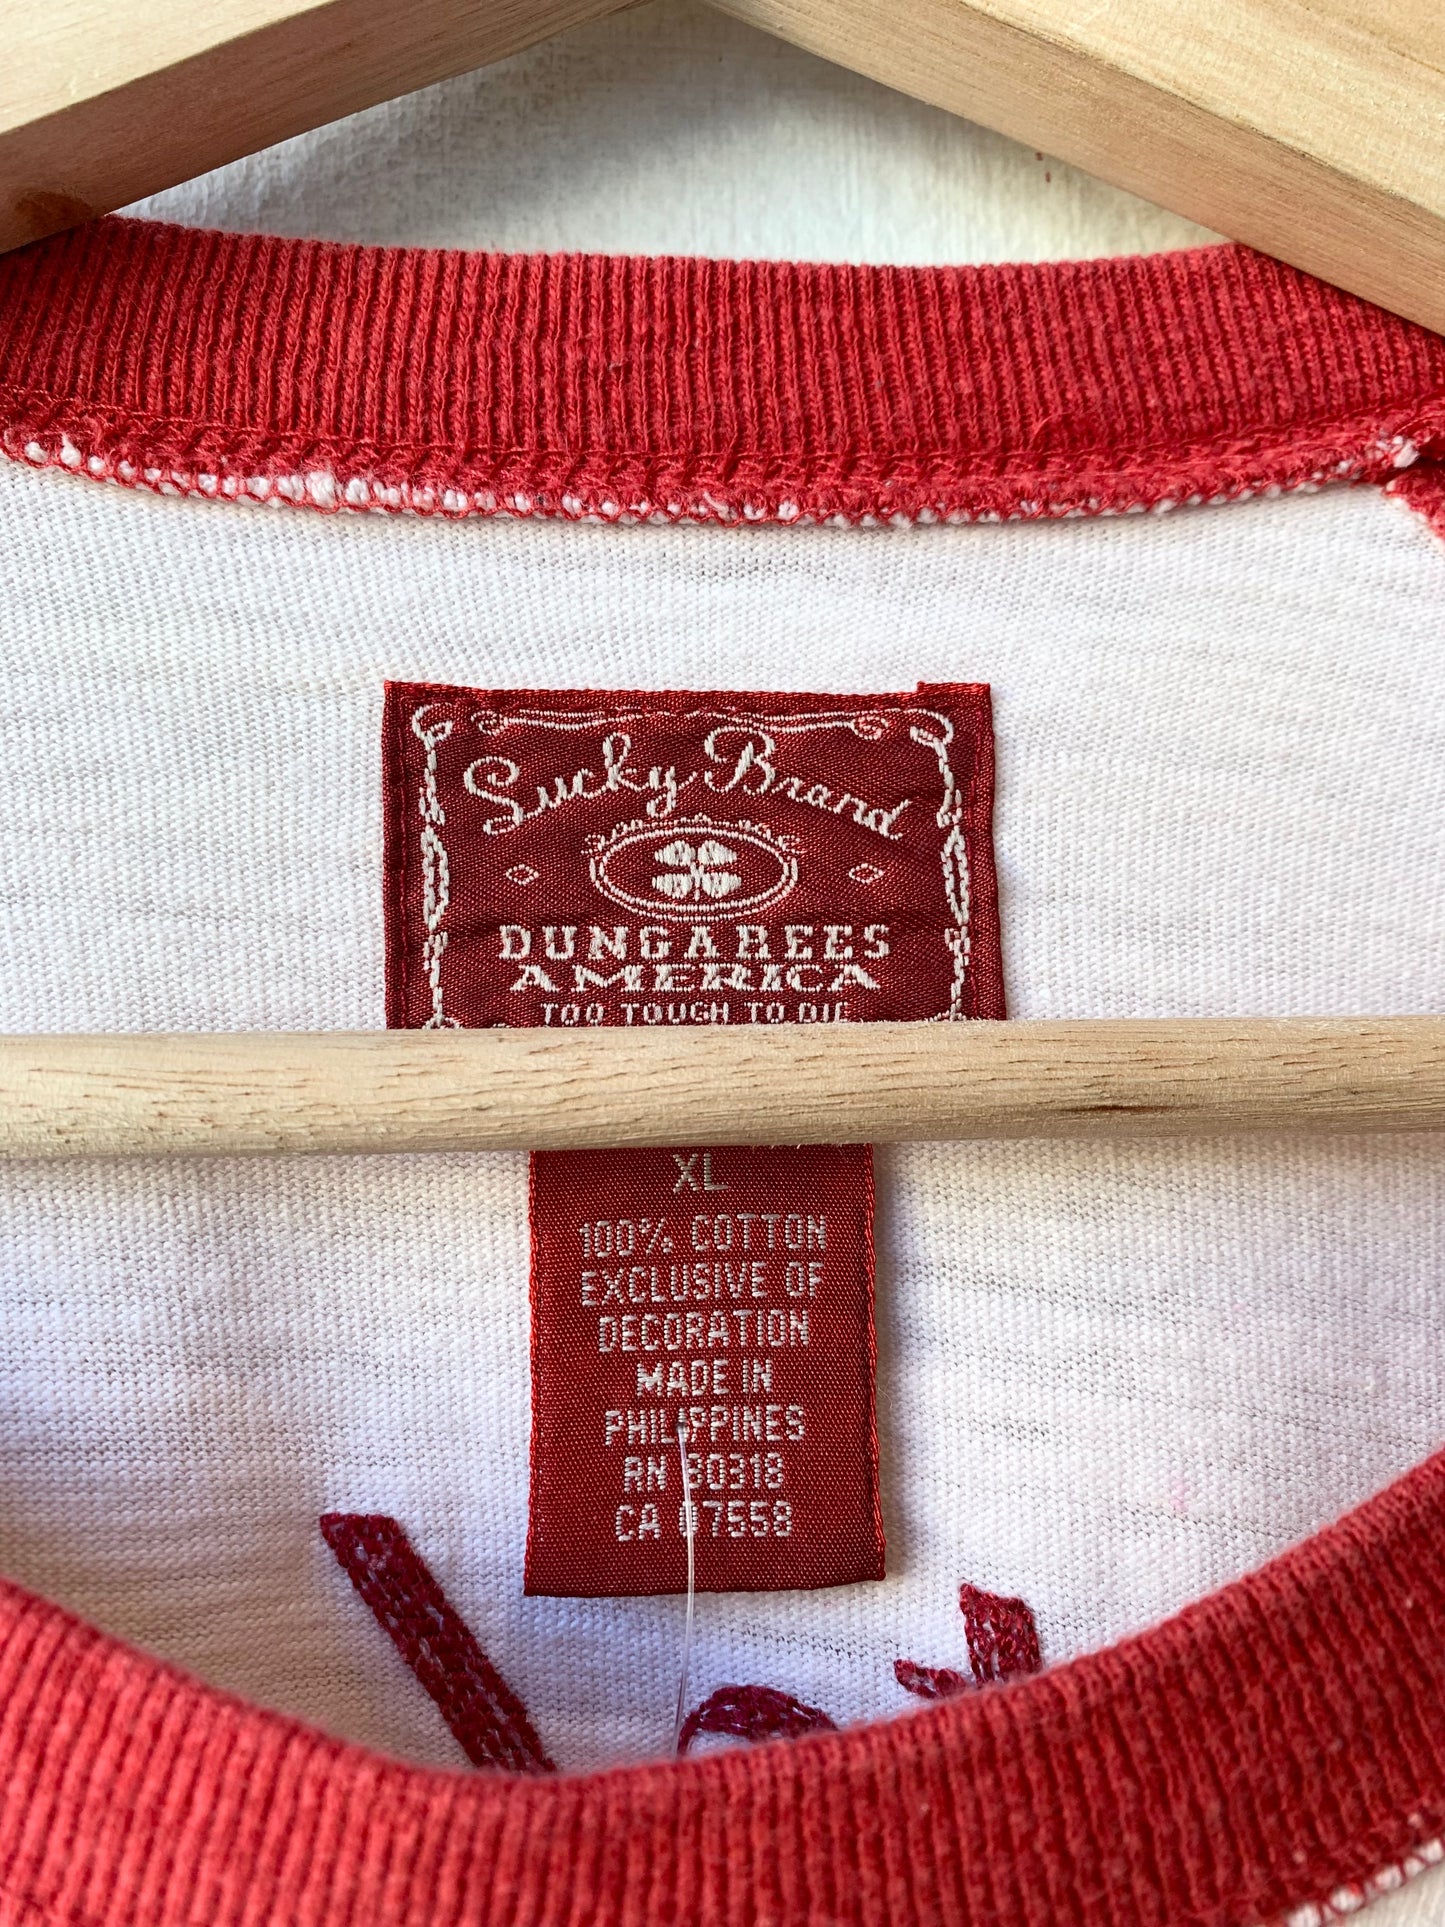 Lucky Brand
DUNGAREES
AMERICA
TOO TOUGH TO DIE
XL
100% COTTON
EXCLUSIVE OF
DECORATION
MADE IN
PHILIPPINES
RN 80318
CA 07558